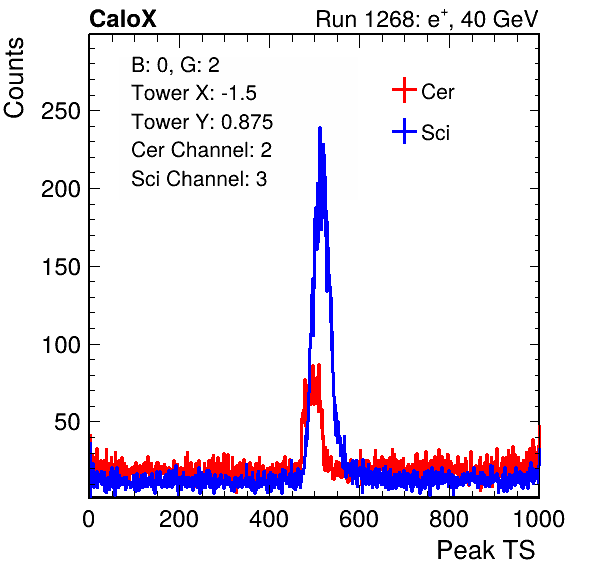 CaloX Run 1268: e⁺, 40 GeV
Counts
B: 0, G: 2
Tower X: -1.5
Tower Y: 0.875
Cer Channel: 2
Sci Channel: 3
Cer
Sci
250
200
150
100
50
0 200 400 600 800 1000
Peak TS